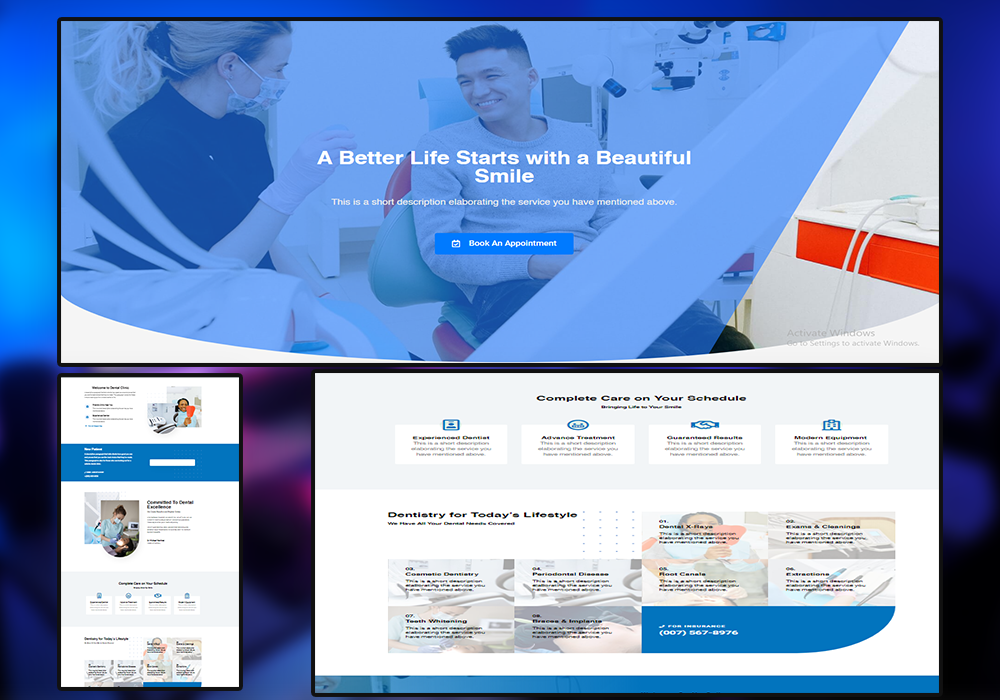 A Better Life Starts with a Beautiful
Smile
This is a short description elaborating the service you have mentioned above.
Book An Appointment
Activate Windows
Go to Settings to activate Windows.
Welcome to Dental Clinic
New Patient
Committed To Dental
Excellence
Complete Care on Your Schedule
Dentistry for Today's Lifestyle
Complete Care on Your Schedule
Bringing Life to Your Smile
Experienced Dentist
This is a short description
elaborating the service you
have mentioned above.
Advance Treatment
This is a short description
elaborating the service you
have mentioned above.
Guaranteed Results
This is a short description
elaborating the service you
have mentioned above.
Modern Equipment
This is a short description
elaborating the service you
have mentioned above.
Dentistry for Today's Lifestyle
We Have All Your Dental Needs Covered
01.
Dental X-Rays
This is a short description
elaborating the service you
have mentioned above.
02.
Exams & Cleanings
This is a short description
elaborating the service you
have mentioned above.
03.
Cosmetic Dentistry
This is a short description
elaborating the service you
have mentioned above.
04.
Periodontal Disease
This is a short description
elaborating the service you
have mentioned above.
05.
Root Canals
This is a short description
elaborating the service you
have mentioned above.
06.
Extractions
This is a short description
elaborating the service you
have mentioned above.
07.
Teeth Whitening
This is a short description
elaborating the service you
have mentioned above.
08.
Braces & Implants
This is a short description
elaborating the service you
have mentioned above.
FOR INSURANCE
(007) 567-8976